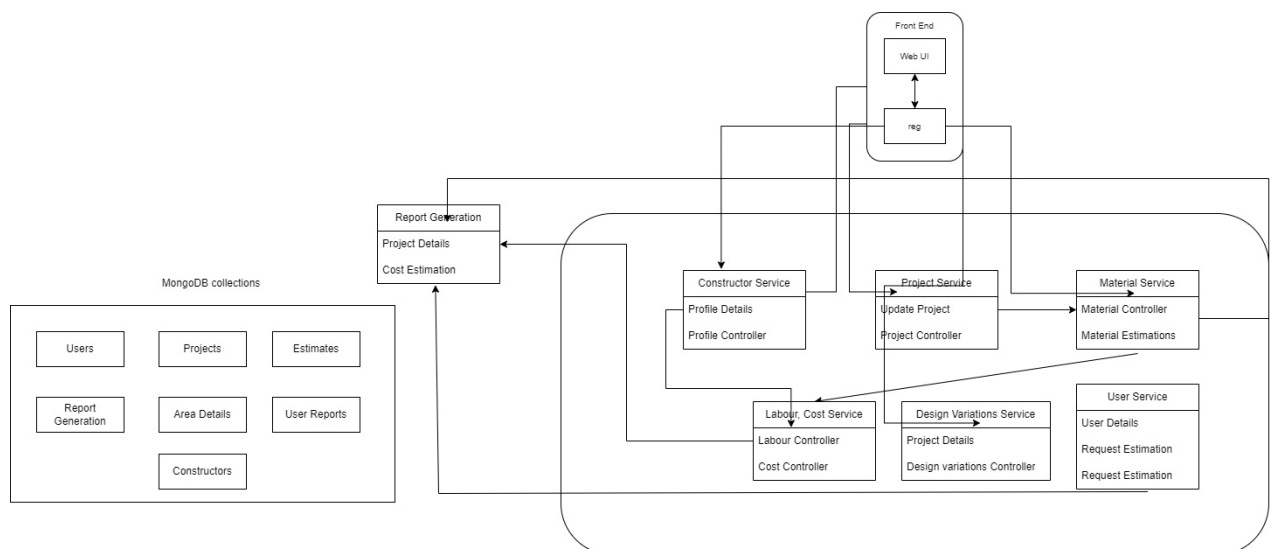 Front End
Web UI
reg
Report Generation
Project Details
Cost Estimation
MongoDB collections
Users
Projects
Estimates
Report
Generation
Area Details
User Reports
Constructors
Constructor Service
Profile Details
Profile Controller
Project Service
Update Project
Project Controller
Material Service
Material Controller
Material Estimations
Labour, Cost Service
Labour Controller
Cost Controller
Design Variations Service
Project Details
Design variations Controller
User Service
User Details
Request Estimation
Request Estimation